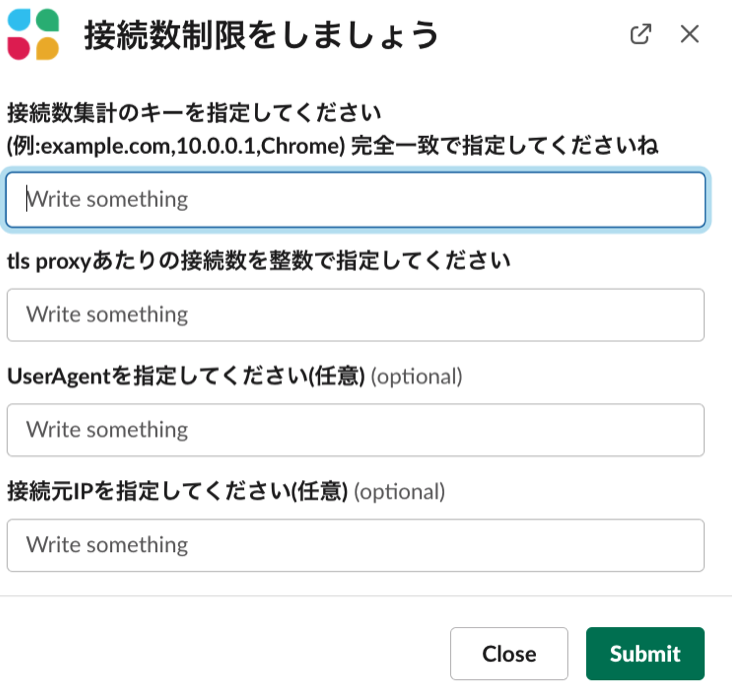 接続数制限をしましょう
接続数集計のキーを指定してください
(例:example.com,10.0.0.1,Chrome) 完全一致で指定してくださいね
Write something
tls proxyあたりの接続数を整数で指定してください
Write something
UserAgentを指定してください(任意) (optional)
Write something
接続元IPを指定してください(任意) (optional)
Write something
Close Submit